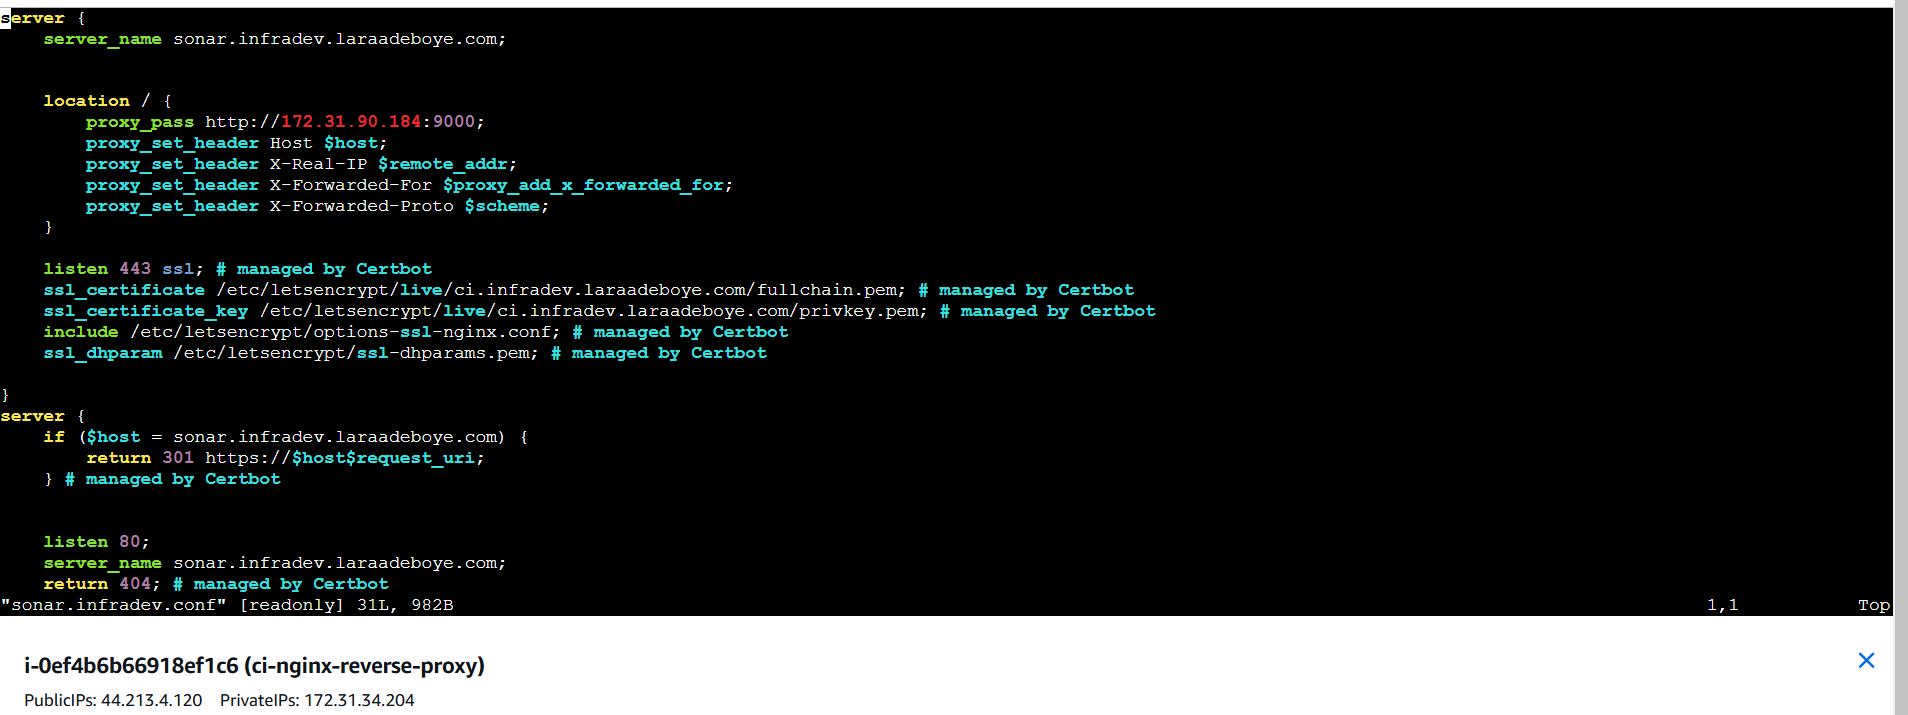 server {
    server_name sonar.infradev.laraadeboye.com;
    location / {
        proxy_pass http://172.31.90.184:9000;
        proxy_set_header Host $host;
        proxy_set_header X-Real-IP $remote_addr;
        proxy_set_header X-Forwarded-For $proxy_add_x_forwarded_for;
        proxy_set_header X-Forwarded-Proto $scheme;
    }
    listen 443 ssl; # managed by Certbot
    ssl_certificate /etc/letsencrypt/live/ci.infradev.laraadeboye.com/fullchain.pem; # managed by Certbot
    ssl_certificate_key /etc/letsencrypt/live/ci.infradev.laraadeboye.com/privkey.pem; # managed by Certbot
    include /etc/letsencrypt/options-ssl-nginx.conf; # managed by Certbot
    ssl_dhparam /etc/letsencrypt/ssl-dhparams.pem; # managed by Certbot
}
server {
    if ($host = sonar.infradev.laraadeboye.com) {
        return 301 https://$host$request_uri;
    } # managed by Certbot
    listen 80;
    server_name sonar.infradev.laraadeboye.com;
    return 404; # managed by Certbot
"sonar.infradev.conf" [readonly] 31L, 982B 1,1 Top
i-0ef4b6b66918ef1c6 (ci-nginx-reverse-proxy)
PublicIPs: 44.213.4.120 PrivateIPs: 172.31.34.204